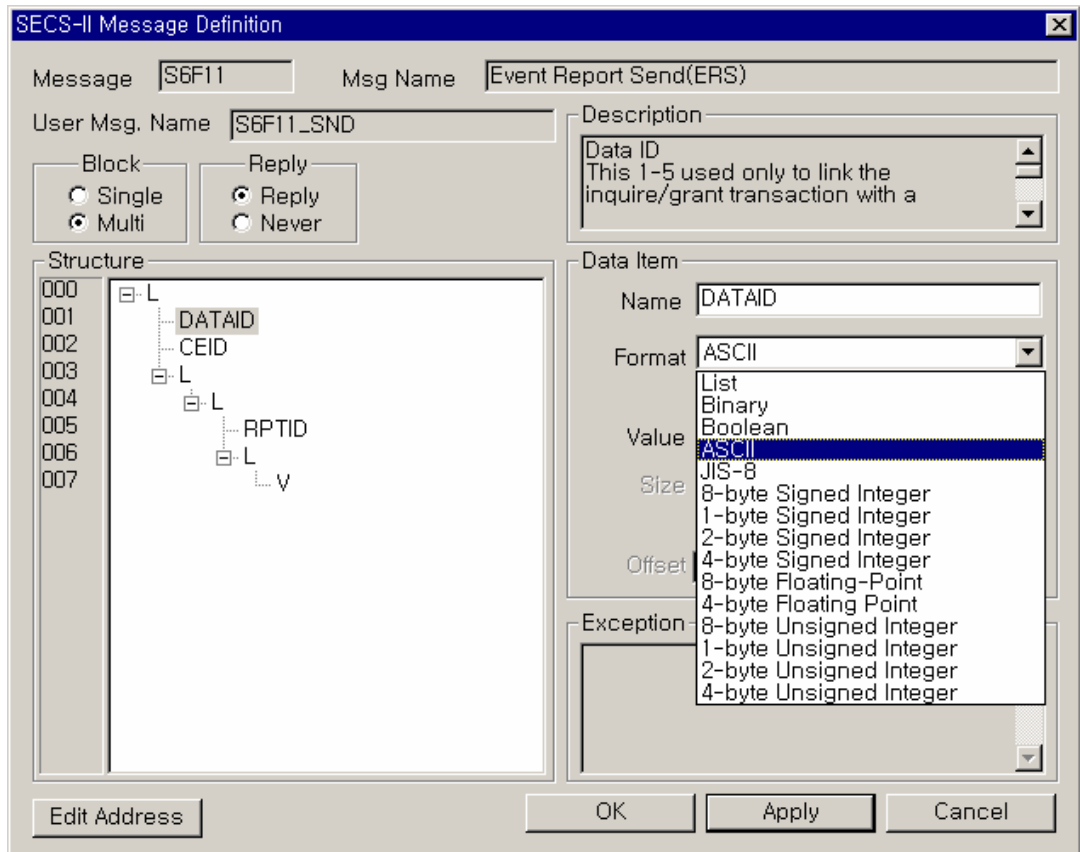 SECS-II Message Definition
Message S6F11 Msg Name Event Report Send(ERS)
User Msg. Name S6F11_SND
Block
Single
Multi
Reply
Reply
Never
Description
Data ID
This 1-5 used only to link the
inquire/grant transaction with a
Structure
000 L
001 DATAID
002 CEID
003 L
004 L
005 RPTID
006 L
007 V
Data Item
Name DATAID
Format ASCII
List
Binary
Boolean
ASCII
JIS-8
8-byte Signed Integer
1-byte Signed Integer
2-byte Signed Integer
4-byte Signed Integer
8-byte Floating-Point
4-byte Floating Point
8-byte Unsigned Integer
1-byte Unsigned Integer
2-byte Unsigned Integer
4-byte Unsigned Integer
Value
Size
Offset
Exception
Edit Address
OK
Apply
Cancel